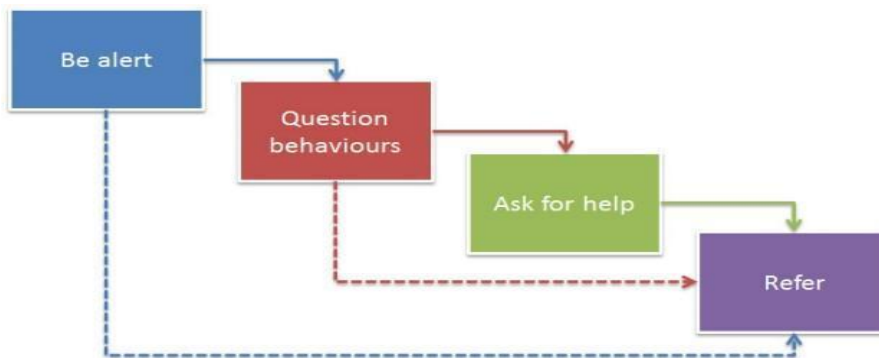 Be alert
Question
behaviours
Ask for help
Refer